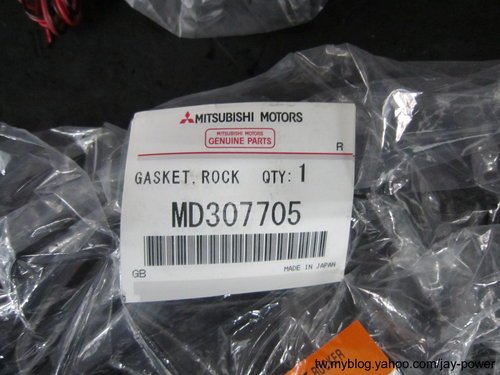 MITSUBISHI MOTORS
MITSUBISHI MOTORS
GENUINE PARTS
R
GASKET, ROCK QTY: 1
MD307705
GB
MADE IN JAPAN
tw.myblog.yahoo.com/jay-power